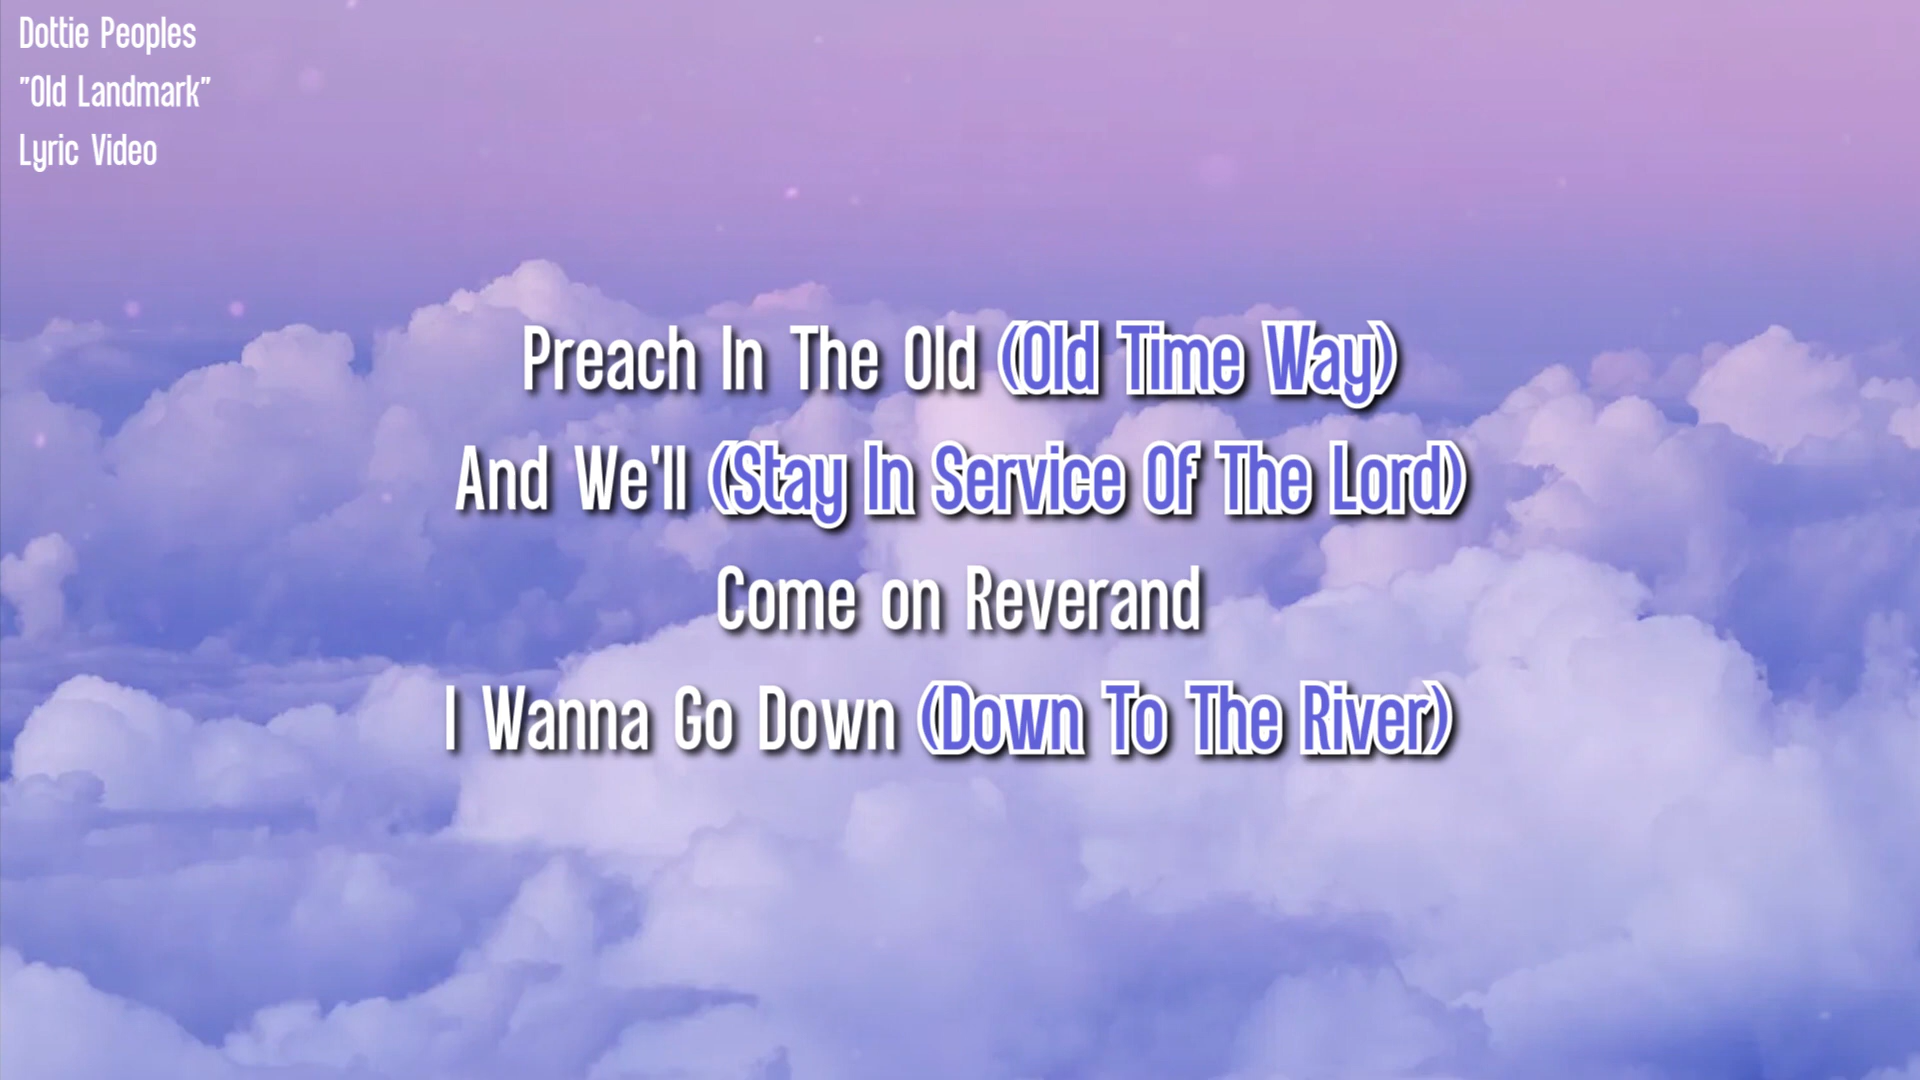 Dottie Peoples
"Old Landmark"
Lyric Video
Preach In The Old (Old Time Way)
And We'll (Stay In Service Of The Lord)
Come on Reverand
I Wanna Go Down (Down To The River)